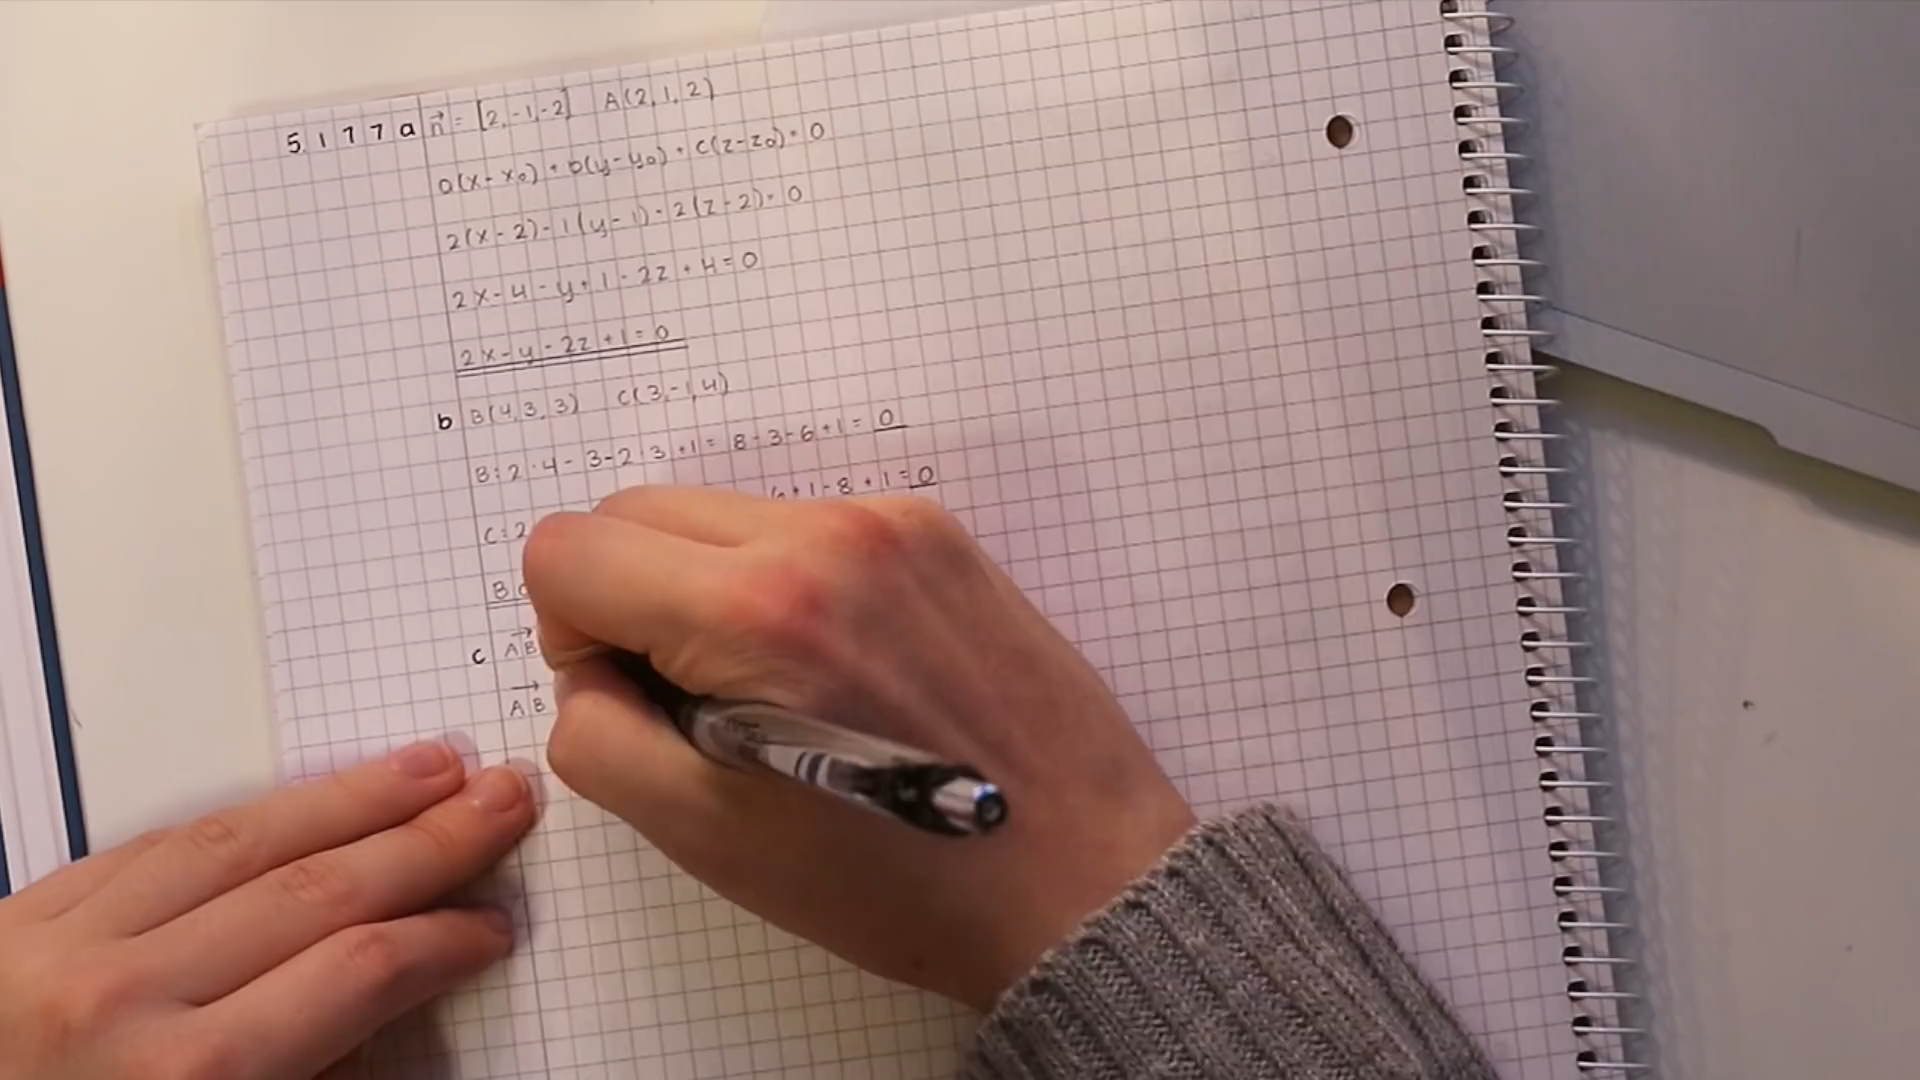 5.177a n⃗ = [2,-1,-2] A(2,1,2)
a(x-x₀) + b(y-y₀) + c(z-z₀) = 0
2(x-2)-1(y-1)-2(z-2)=0
2x-4-y+1-2z+4=0
2x-y-2z+1=0
b B(4,3,3) C(3,-1,4)
B: 2·4-3-2·3+1= 8-3-6+1= 0
C: 2 6+1-8+1=0
B
c AB⃗
AB⃗